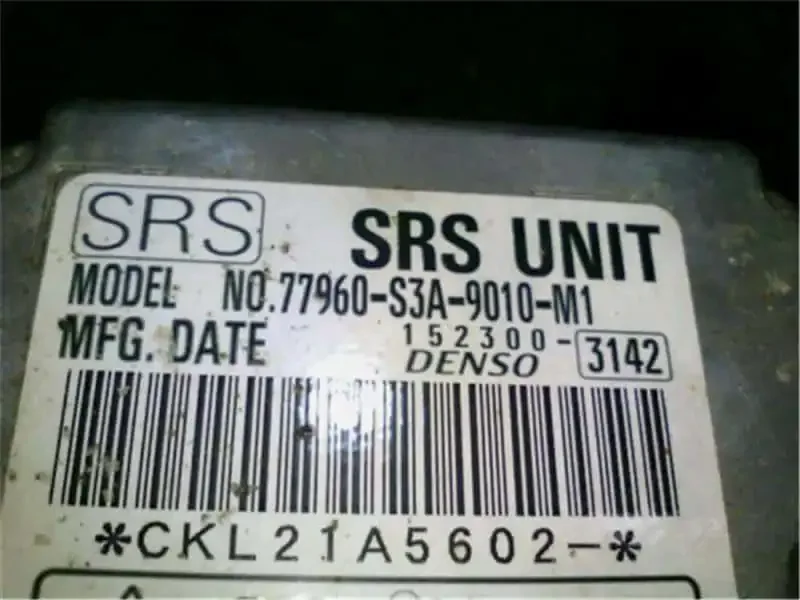 SRS SRS UNIT
MODEL NO.77960-S3A-9010-M1
MFG. DATE 152300-3142
DENSO
*CKL21A5602-*